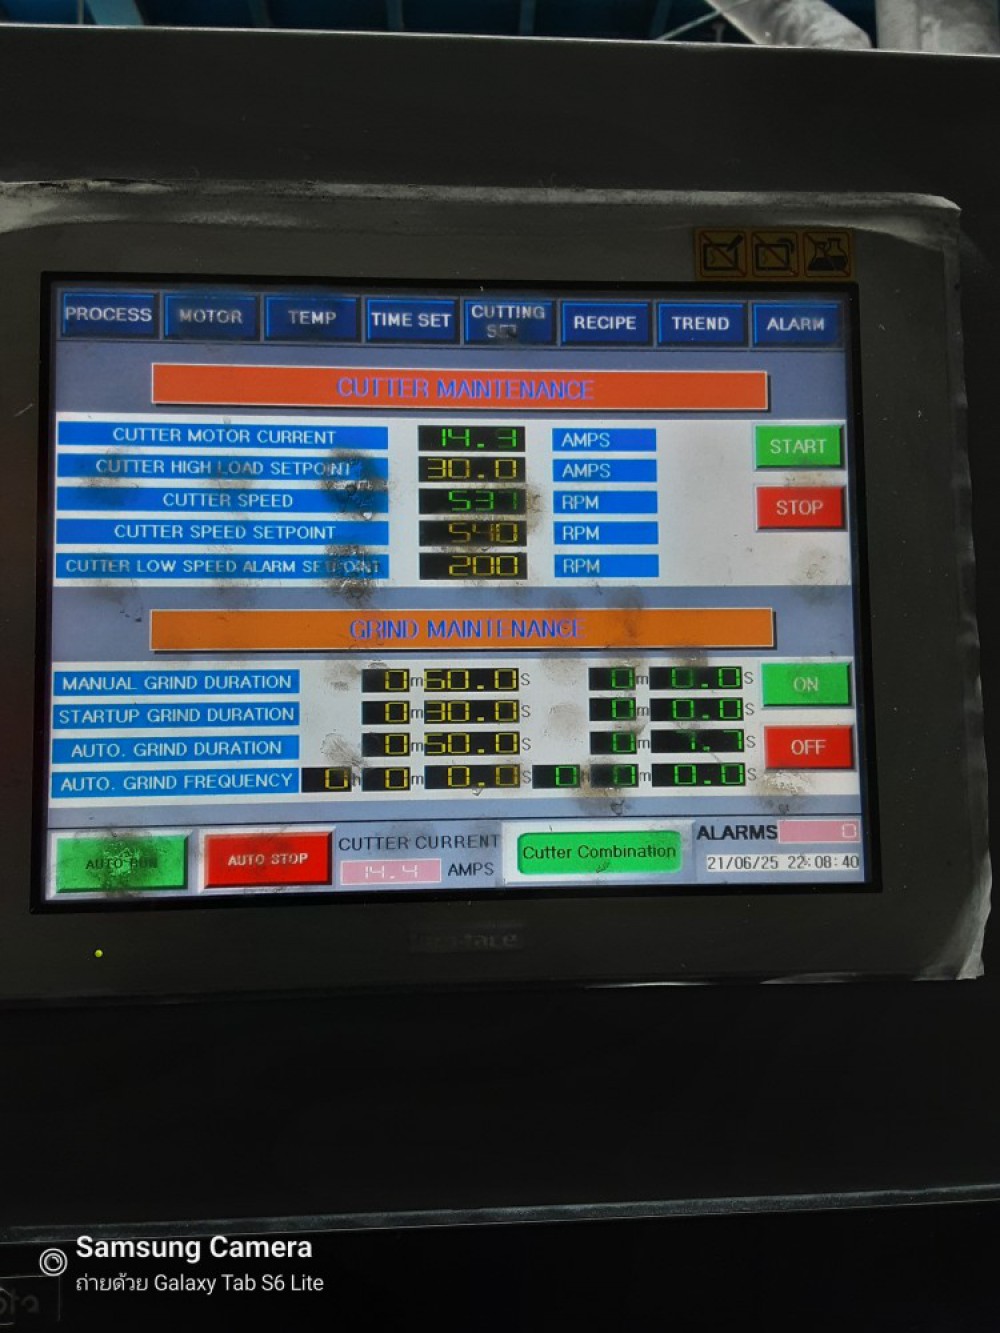 PROCESS MOTOR TEMP TIME SET CUTTING SET RECIPE TREND ALARM
CUTTER MAINTENANCE
CUTTER MOTOR CURRENT 14.3 AMPS START
CUTTER HIGH LOAD SETPOINT 30.0 AMPS
CUTTER SPEED 537 RPM STOP
CUTTER SPEED SETPOINT 540 RPM
CUTTER LOW SPEED ALARM SETPOINT 200 RPM
GRIND MAINTENANCE
MANUAL GRIND DURATION 0m 50.0S 0m 0.0S ON
STARTUP GRIND DURATION 0m 30.0S 0m 0.0S
AUTO. GRIND DURATION 0m 50.0S 0m S OFF
AUTO. GRIND FREQUENCY h 0m 0.0S 0h 0m 0.0S
AUTO RUN AUTO STOP CUTTER CURRENT 14.4 AMPS Cutter Combination ALARMS 0
21/06/25 22:08:40
Samsung Camera
ถ่ายด้วย Galaxy Tab S6 Lite